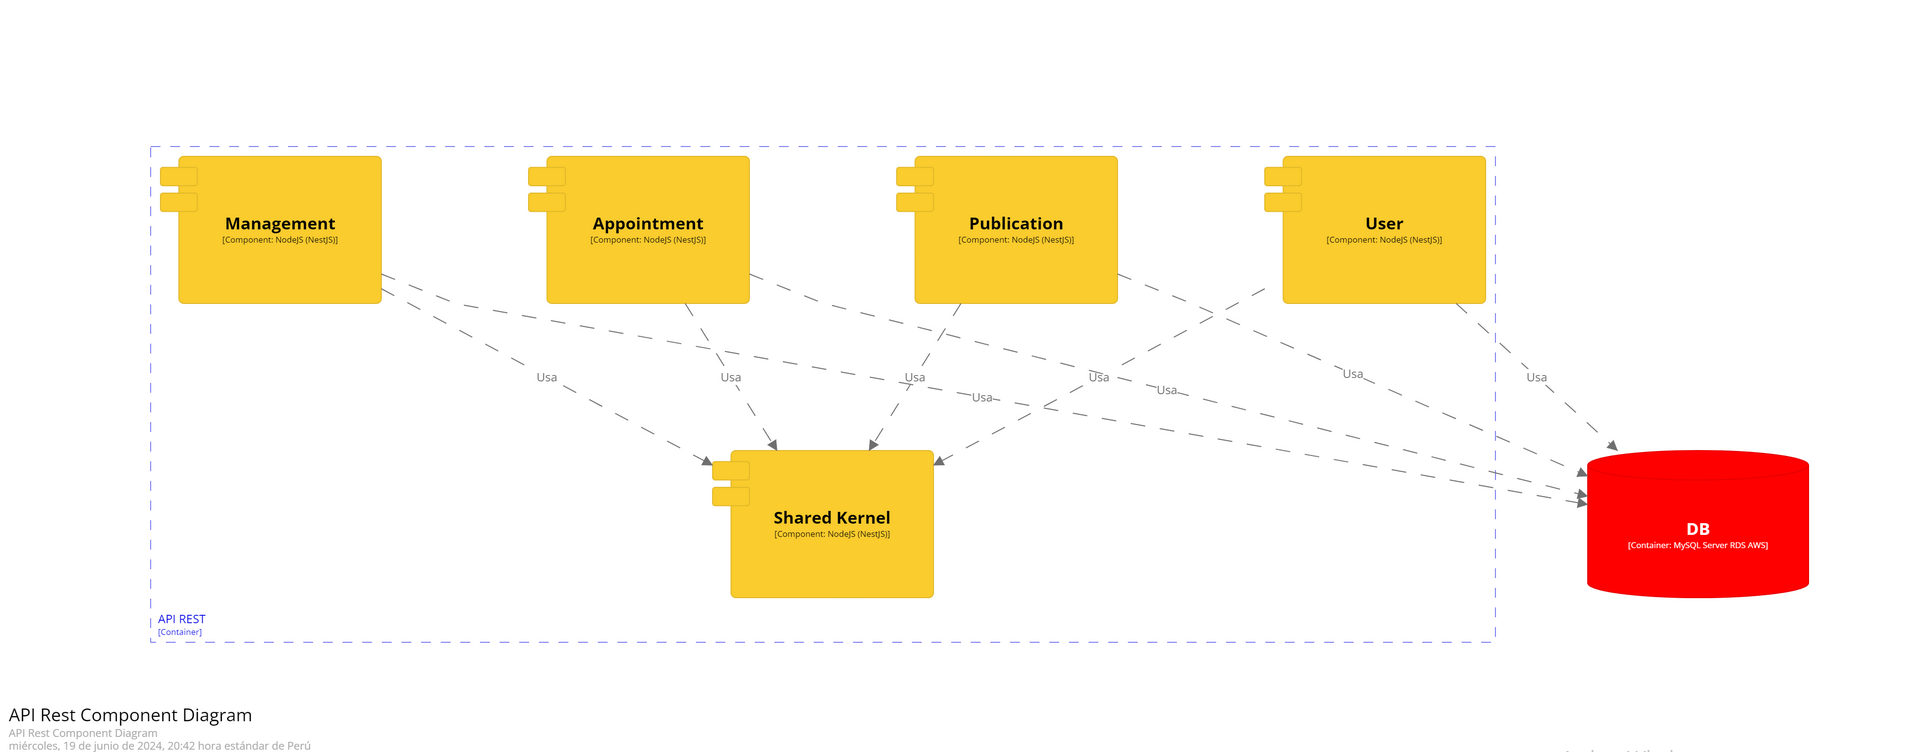 Management
[Component: NodeJS (NestJS)]
Appointment
[Component: NodeJS (NestJS)]
Publication
[Component: NodeJS (NestJS)]
User
[Component: NodeJS (NestJS)]
Usa
Usa
Usa
Usa
Usa
Usa
Usa
Usa
Shared Kernel
[Component: NodeJS (NestJS)]
DB
[Container: MySQL Server RDS AWS]
API REST
[Container]
API Rest Component Diagram
API Rest Component Diagram
miércoles, 19 de junio de 2024, 20:42 hora estándar de Perú